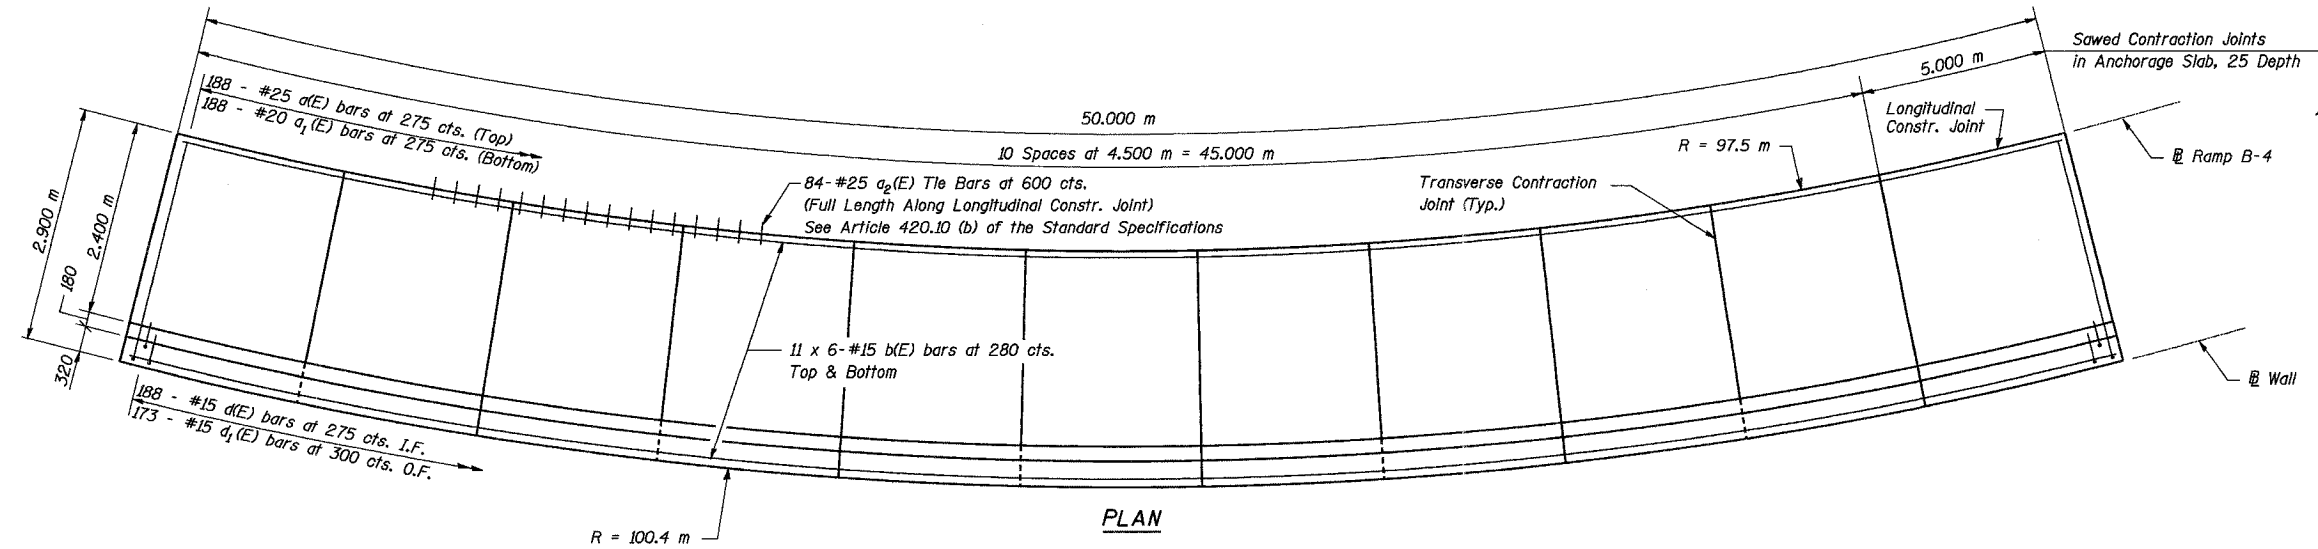 50.000 m
10 Spaces at 4.500 m = 45.000 m
5.000 m
Sawed Contraction Joints
in Anchorage Slab, 25 Depth
188 - #25 a(E) bars at 275 cts. (Top)
188 - #20 a₁(E) bars at 275 cts. (Bottom)
Longitudinal
Constr. Joint
R = 97.5 m
℄ Ramp B-4
84-#25 a₂(E) Tie Bars at 600 cts.
(Full Length Along Longitudinal Constr. Joint)
See Article 420.10 (b) of the Standard Specifications
Transverse Contraction
Joint (Typ.)
2.900 m
2.400 m
180
320
11 x 6-#15 b(E) bars at 280 cts.
Top & Bottom
℄ Wall
188 - #15 d(E) bars at 275 cts. I.F.
173 - #15 d₁(E) bars at 300 cts. O.F.
R = 100.4 m
PLAN